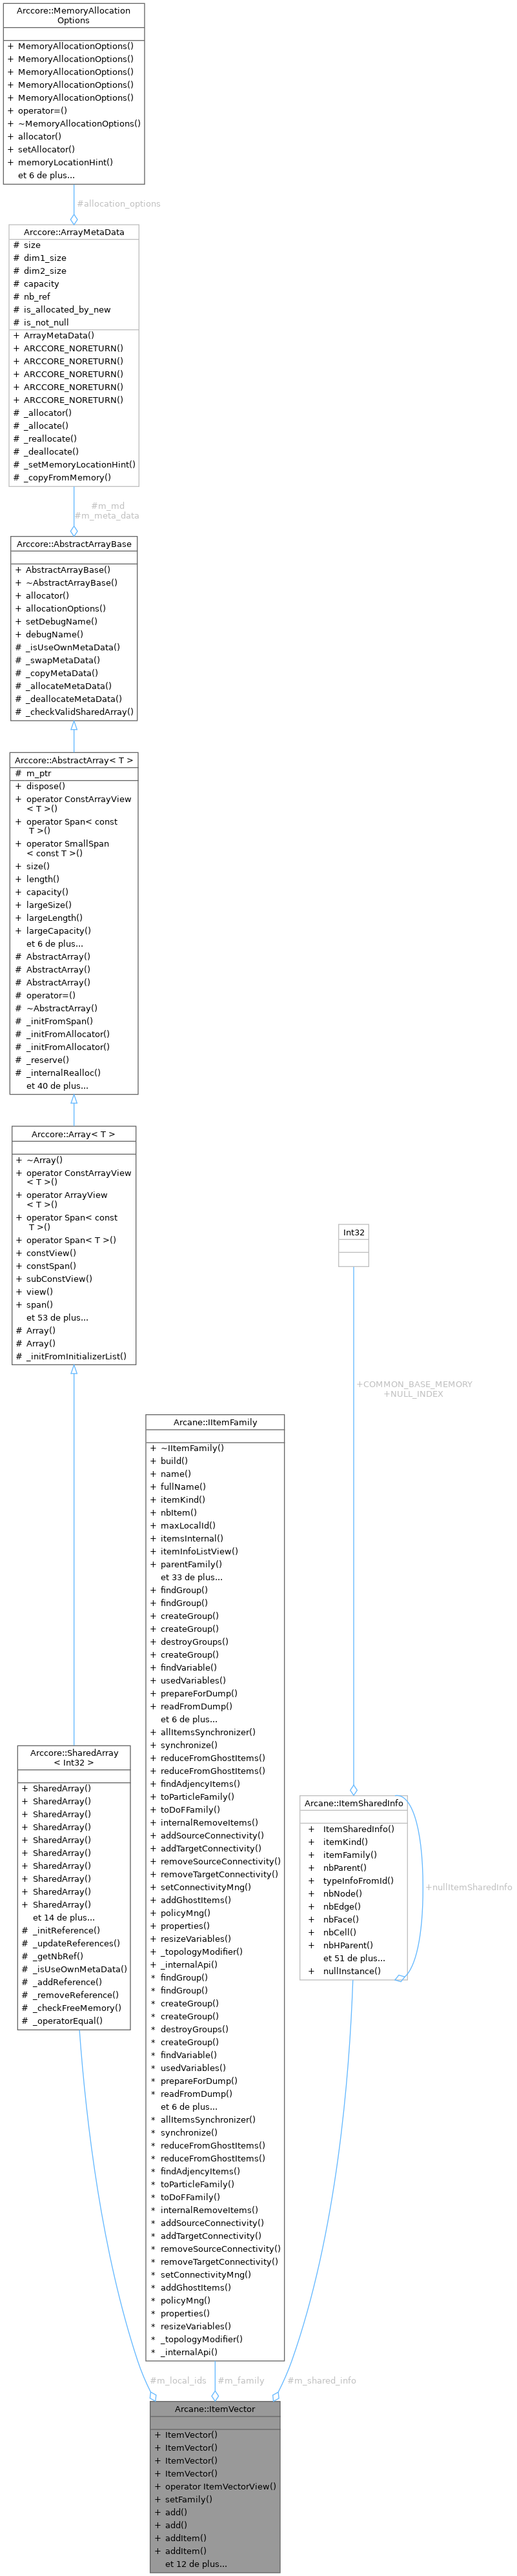 Arccore::MemoryAllocation
Options
+ MemoryAllocationOptions()
+ MemoryAllocationOptions()
+ MemoryAllocationOptions()
+ MemoryAllocationOptions()
+ MemoryAllocationOptions()
+ operator=()
+ ~MemoryAllocationOptions()
+ allocator()
+ setAllocator()
+ memoryLocationHint()
et 6 de plus...
#allocation_options
Arccore::ArrayMetaData
# size
# dim1_size
# dim2_size
# capacity
# nb_ref
# is_allocated_by_new
# is_not_null
+ ArrayMetaData()
+ ARCCORE_NORETURN()
+ ARCCORE_NORETURN()
+ ARCCORE_NORETURN()
+ ARCCORE_NORETURN()
+ ARCCORE_NORETURN()
# _allocator()
# _allocate()
# _reallocate()
# _deallocate()
# _setMemoryLocationHint()
# _copyFromMemory()
#m_md
#m_meta_data
Arccore::AbstractArrayBase
+ AbstractArrayBase()
+ ~AbstractArrayBase()
+ allocator()
+ allocationOptions()
+ setDebugName()
+ debugName()
# _isUseOwnMetaData()
# _swapMetaData()
# _copyMetaData()
# _allocateMetaData()
# _deallocateMetaData()
# _checkValidSharedArray()
Arccore::AbstractArray< T >
# m_ptr
+ dispose()
+ operator ConstArrayView
< T >()
+ operator Span< const
T >()
+ operator SmallSpan
< const T >()
+ size()
+ length()
+ capacity()
+ largeSize()
+ largeLength()
+ largeCapacity()
et 6 de plus...
# AbstractArray()
# AbstractArray()
# AbstractArray()
# operator=()
# ~AbstractArray()
# _initFromSpan()
# _initFromAllocator()
# _initFromAllocator()
# _reserve()
# _internalRealloc()
et 40 de plus...
Arccore::Array< T >
+ ~Array()
+ operator ConstArrayView
< T >()
+ operator ArrayView
< T >()
+ operator Span< const
T >()
+ operator Span< T >()
+ constView()
+ constSpan()
+ subConstView()
+ view()
+ span()
et 53 de plus...
# Array()
# Array()
# _initFromInitializerList()
Int32
+COMMON_BASE_MEMORY
+NULL_INDEX
Arcane::IItemFamily
+ ~IItemFamily()
+ build()
+ name()
+ fullName()
+ itemKind()
+ nbItem()
+ maxLocalId()
+ itemsInternal()
+ itemInfoListView()
+ parentFamily()
et 33 de plus...
+ findGroup()
+ findGroup()
+ createGroup()
+ createGroup()
+ destroyGroups()
+ createGroup()
+ findVariable()
+ usedVariables()
+ prepareForDump()
+ readFromDump()
et 6 de plus...
+ allItemsSynchronizer()
+ synchronize()
+ reduceFromGhostItems()
+ reduceFromGhostItems()
+ findAdjencyItems()
+ toParticleFamily()
+ toDoFFamily()
+ internalRemoveItems()
+ addSourceConnectivity()
+ addTargetConnectivity()
+ removeSourceConnectivity()
+ removeTargetConnectivity()
+ setConnectivityMng()
+ addGhostItems()
+ policyMng()
+ properties()
+ resizeVariables()
+ _topologyModifier()
+ _internalApi()
* findGroup()
* findGroup()
* createGroup()
* createGroup()
* destroyGroups()
* createGroup()
* findVariable()
* usedVariables()
* prepareForDump()
* readFromDump()
et 6 de plus...
* allItemsSynchronizer()
* synchronize()
* reduceFromGhostItems()
* reduceFromGhostItems()
* findAdjencyItems()
* toParticleFamily()
* toDoFFamily()
* internalRemoveItems()
* addSourceConnectivity()
* addTargetConnectivity()
* removeSourceConnectivity()
* removeTargetConnectivity()
* setConnectivityMng()
* addGhostItems()
* policyMng()
* properties()
* resizeVariables()
* _topologyModifier()
* _internalApi()
Arccore::SharedArray
< Int32 >
+ SharedArray()
+ SharedArray()
+ SharedArray()
+ SharedArray()
+ SharedArray()
+ SharedArray()
+ SharedArray()
+ SharedArray()
+ SharedArray()
+ SharedArray()
et 14 de plus...
# _initReference()
# _updateReferences()
# _getNbRef()
# _isUseOwnMetaData()
# _addReference()
# _removeReference()
# _checkFreeMemory()
# _operatorEqual()
Arcane::ItemSharedInfo
+ ItemSharedInfo()
+ itemKind()
+ itemFamily()
+ nbParent()
+ typeInfoFromId()
+ nbNode()
+ nbEdge()
+ nbFace()
+ nbCell()
+ nbHParent()
et 51 de plus...
+ nullInstance()
+nullItemSharedInfo
#m_local_ids
#m_family
#m_shared_info
Arcane::ItemVector
+ ItemVector()
+ ItemVector()
+ ItemVector()
+ ItemVector()
+ operator ItemVectorView()
+ setFamily()
+ add()
+ add()
+ addItem()
+ addItem()
et 12 de plus...